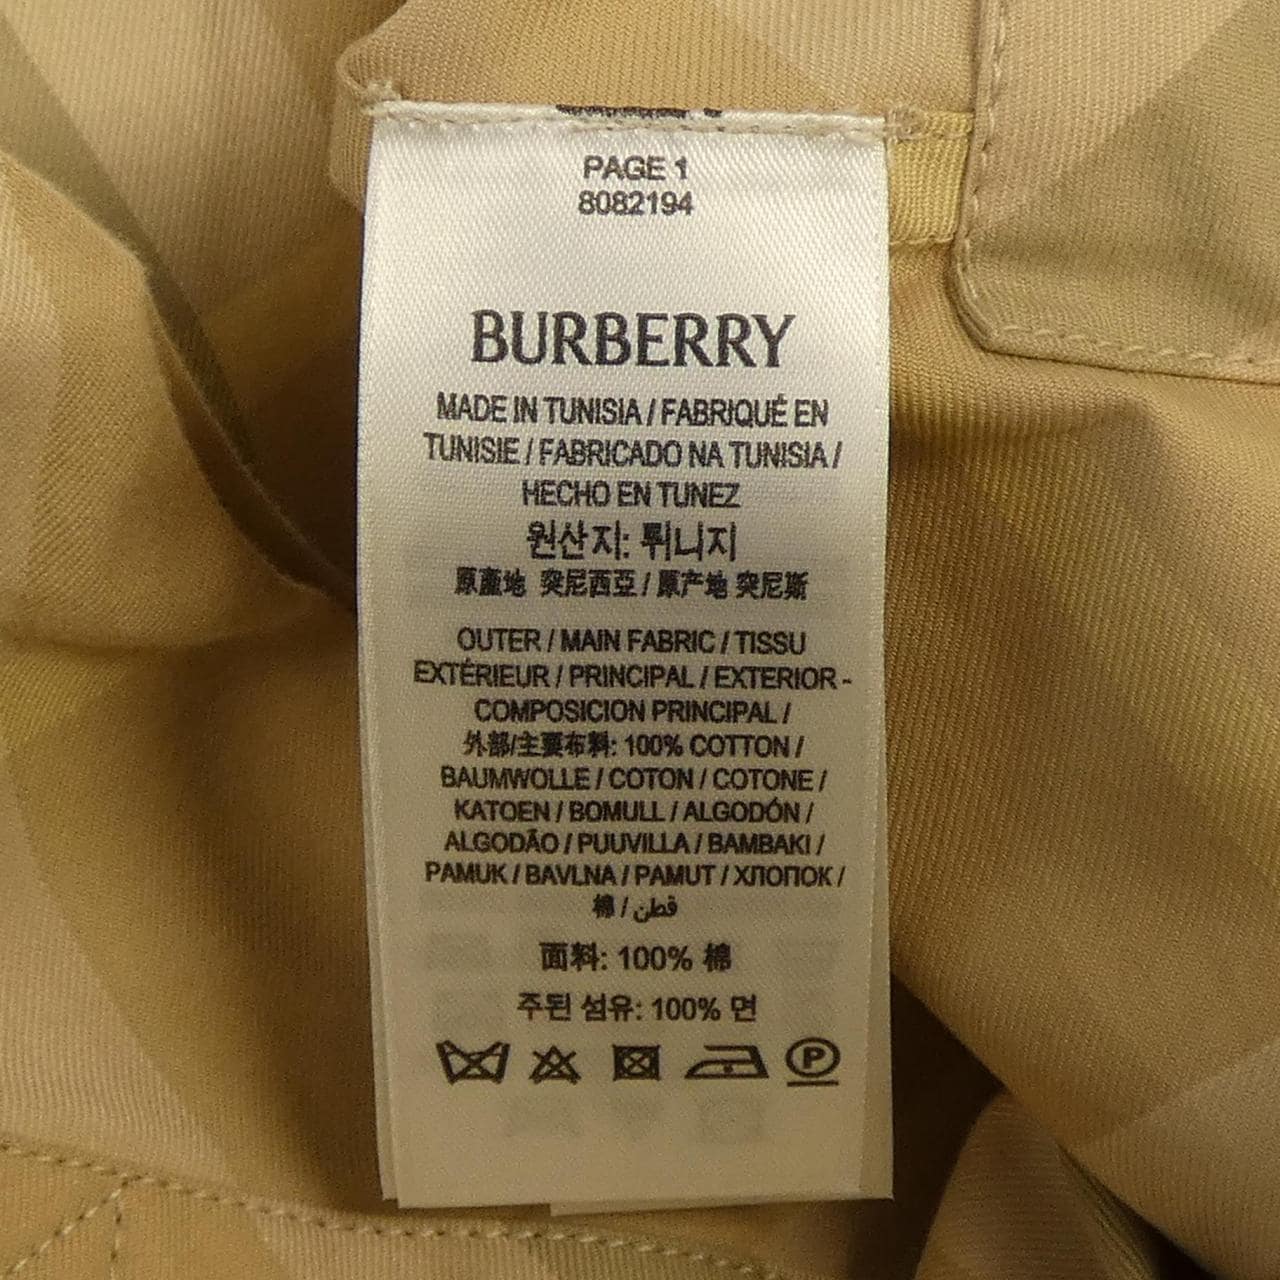 PAGE 1
8082194
BURBERRY
MADE IN TUNISIA / FABRIQUÉ EN
TUNISIE / FABRICADO NA TUNISIA /
HECHO EN TUNEZ
원산지: 튀니지
原產地 突尼西亞 / 原产地 突尼斯
OUTER / MAIN FABRIC / TISSU
EXTÉRIEUR / PRINCIPAL / EXTERIOR -
COMPOSICION PRINCIPAL /
外部/主要布料: 100% COTTON /
BAUMWOLLE / COTON / COTONE /
KATOEN / BOMULL / ALGODÓN /
ALGODÃO / PUUVILLA / BAMBAKI /
PAMUK / BAVLNA / PAMUT / ХЛОПОК /
棉 / قطن
面料: 100% 棉
주된 섬유: 100% 면
P